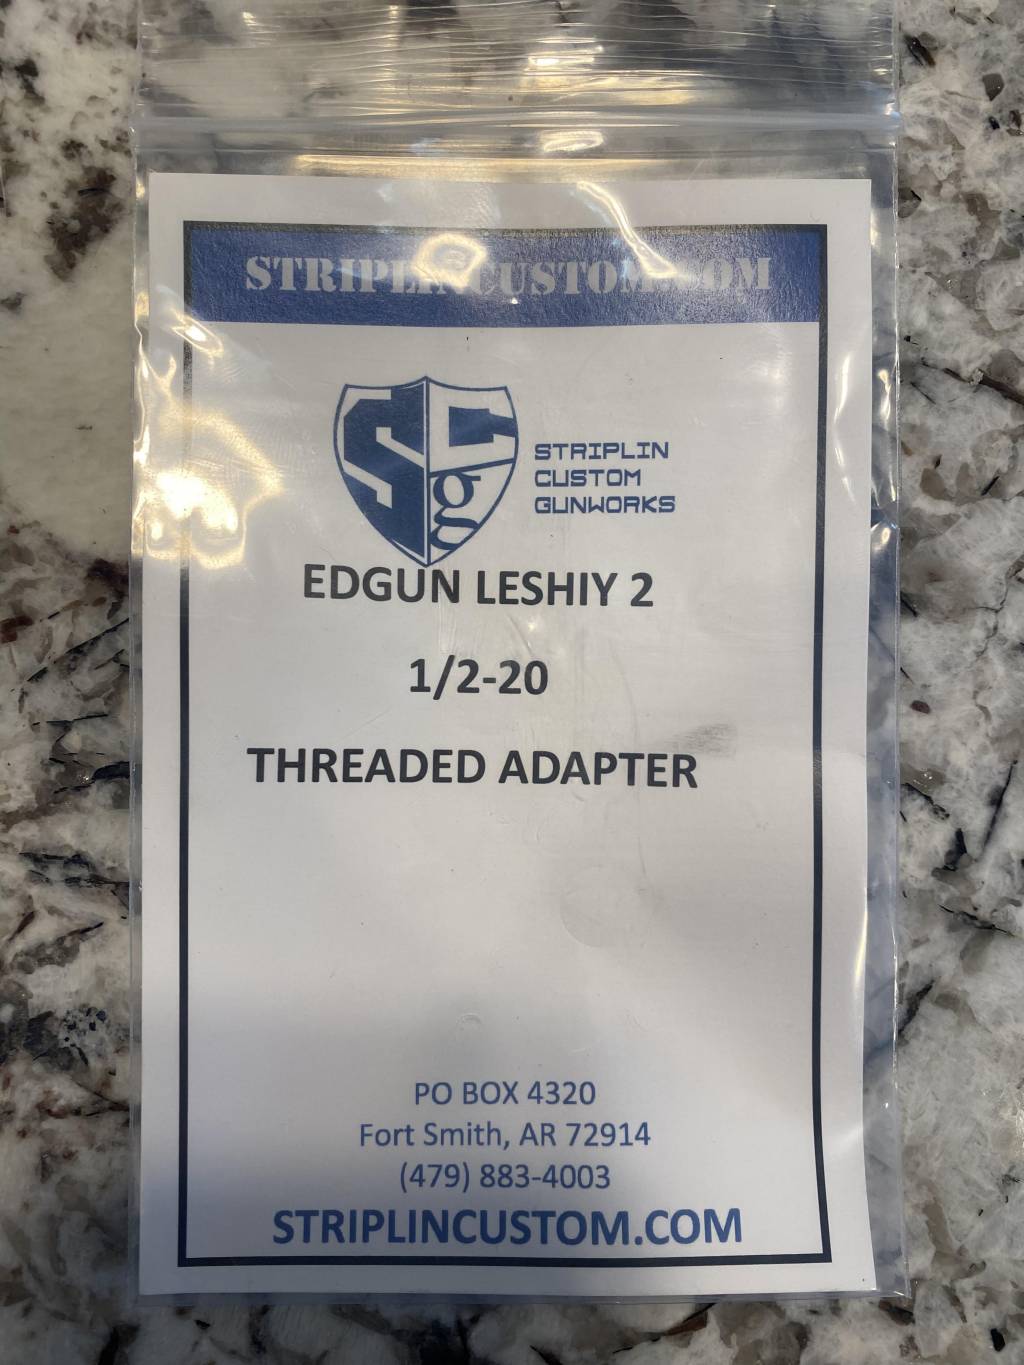 STRIPLINCUSTOM.COM
SCg
STRIPLIN
CUSTOM
GUNWORKS
EDGUN LESHIY 2
1/2-20
THREADED ADAPTER
PO BOX 4320
Fort Smith, AR 72914
(479) 883-4003
STRIPLINCUSTOM.COM